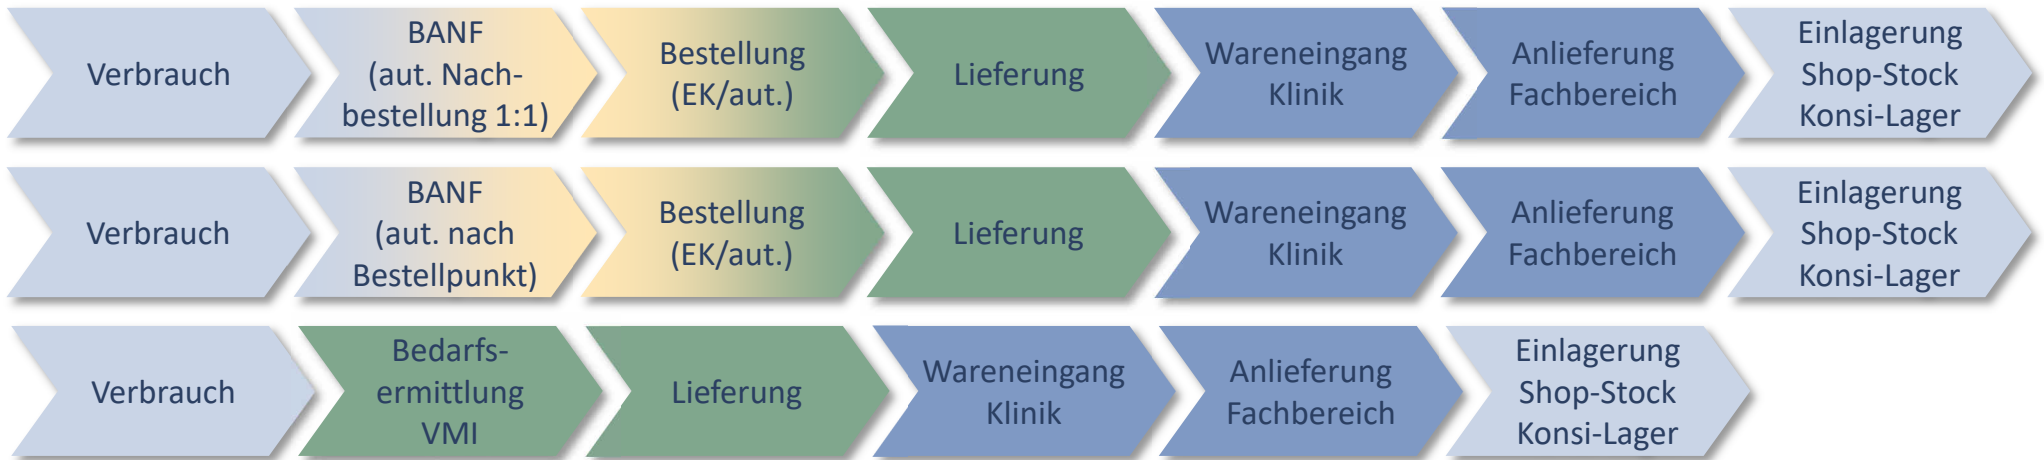 Verbrauch
BANF
(aut. Nach-
bestellung 1:1)
Bestellung
(EK/aut.)
Lieferung
Wareneingang
Klinik
Anlieferung
Fachbereich
Einlagerung
Shop-Stock
Konsi-Lager
Verbrauch
BANF
(aut. nach
Bestellpunkt)
Bestellung
(EK/aut.)
Lieferung
Wareneingang
Klinik
Anlieferung
Fachbereich
Einlagerung
Shop-Stock
Konsi-Lager
Verbrauch
Bedarfs-
ermittlung
VMI
Lieferung
Wareneingang
Klinik
Anlieferung
Fachbereich
Einlagerung
Shop-Stock
Konsi-Lager